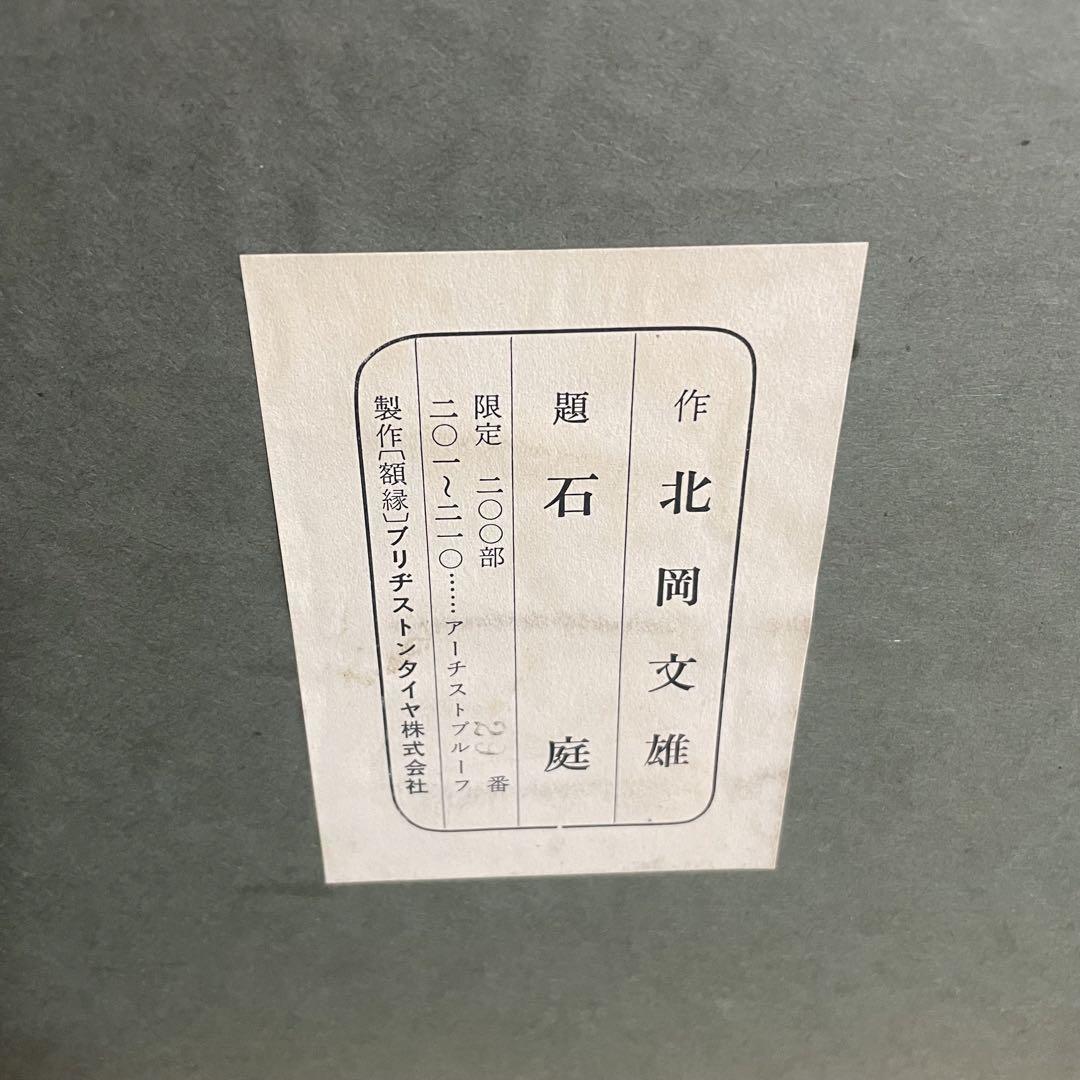 作 北岡文雄
題 石庭
限定 二〇〇部 29番
二〇一〜二一〇……アーチストプルーフ
製作〔額縁〕ブリヂストンタイヤ株式会社